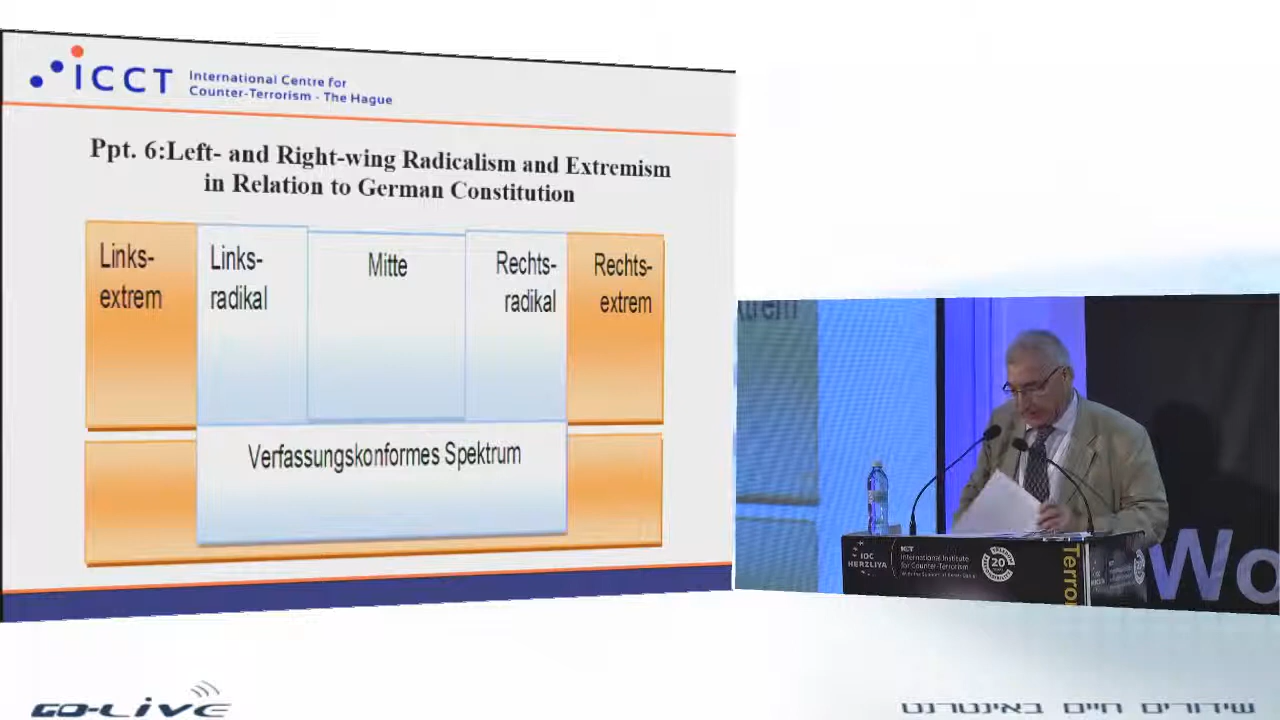 ICCT
International Centre for
Counter-Terrorism - The Hague
Ppt. 6:Left- and Right-wing Radicalism and Extremism
in Relation to German Constitution
Links-
extrem
Links-
radikal
Mitte
Rechts-
radikal
Rechts-
extrem
Verfassungskonformes Spektrum
IDC
HERZLIYA
ICT
International Institute
for Counter-Terrorism
20
Terro
Wo
GO-LIVE
שידורים חיים באינטרנט